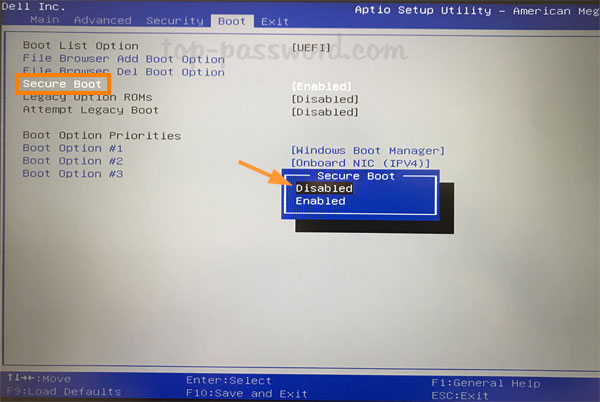 Dell Inc. Aptio Setup Utility - American Meg
Main Advanced Security Boot Exit
Boot List Option [UEFI]
top-password.com
File Browser Add Boot Option
File Browser Del Boot Option
Secure Boot [Enabled]
Legacy Option ROMs [Disabled]
Attempt Legacy Boot [Disabled]
Boot Option Priorities
Boot Option #1 [Windows Boot Manager]
Boot Option #2 [Onboard NIC (IPV4)]
Boot Option #3
Secure Boot
Disabled
Enabled
↑↓→←:Move Enter:Select F1:General Help
F9:Load Defaults F10:Save and Exit ESC:Exit